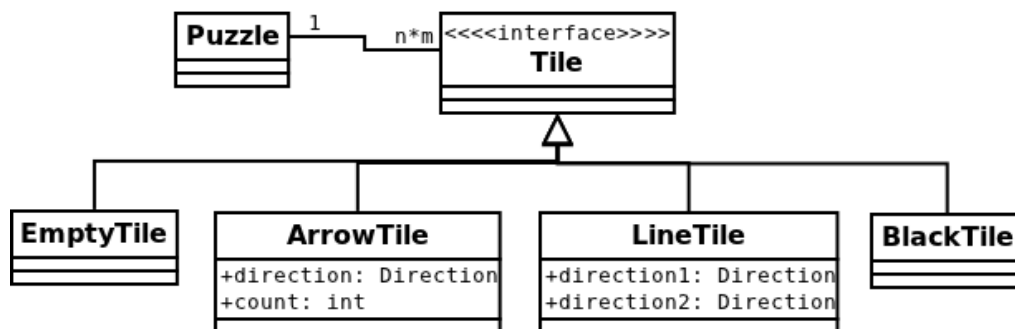 Puzzle
1
n*m
<<<<interface>>>>
Tile
EmptyTile
ArrowTile
+direction: Direction
+count: int
LineTile
+direction1: Direction
+direction2: Direction
BlackTile